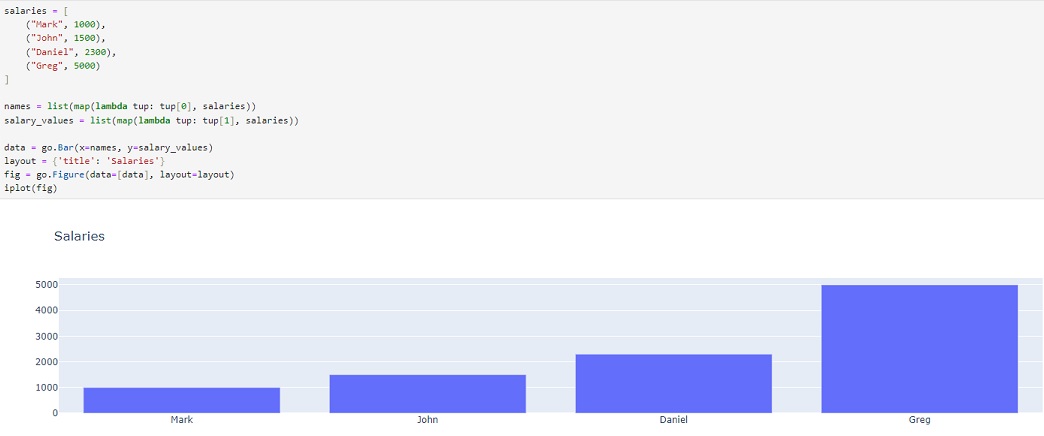 salaries = [
    ("Mark", 1000),
    ("John", 1500),
    ("Daniel", 2300),
    ("Greg", 5000)
]

names = list(map(lambda tup: tup[0], salaries))
salary_values = list(map(lambda tup: tup[1], salaries))

data = go.Bar(x=names, y=salary_values)
layout = {'title': 'Salaries'}
fig = go.Figure(data=[data], layout=layout)
iplot(fig)
Salaries
5000
4000
3000
2000
1000
0
Mark John Daniel Greg